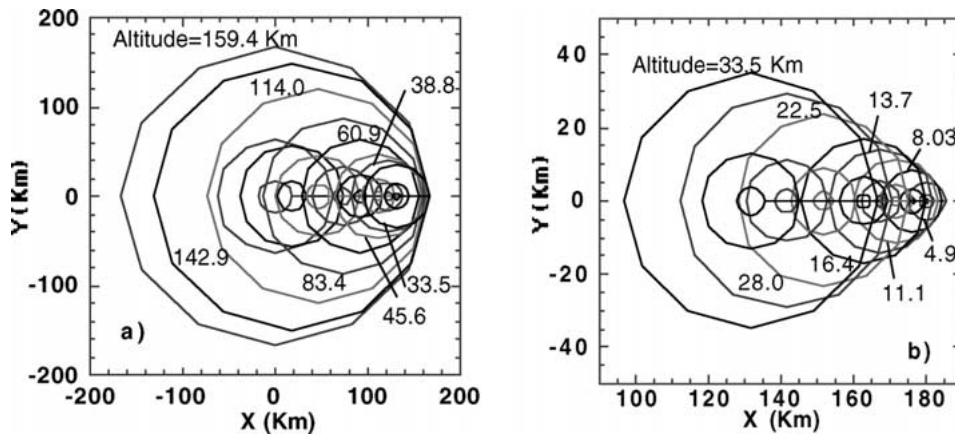 200
100
0
-100
-200
Y (Km)
Altitude=159.4 Km
114.0
38.8
60.9
142.9
83.4
33.5
45.6
a)
-200 -100 0 100 200
X (Km)
40
20
0
-20
-40
Y (Km)
Altitude=33.5 Km
22.5
13.7
8.03
28.0
16.4
4.9
11.1
b)
100 120 140 160 180
X (Km)